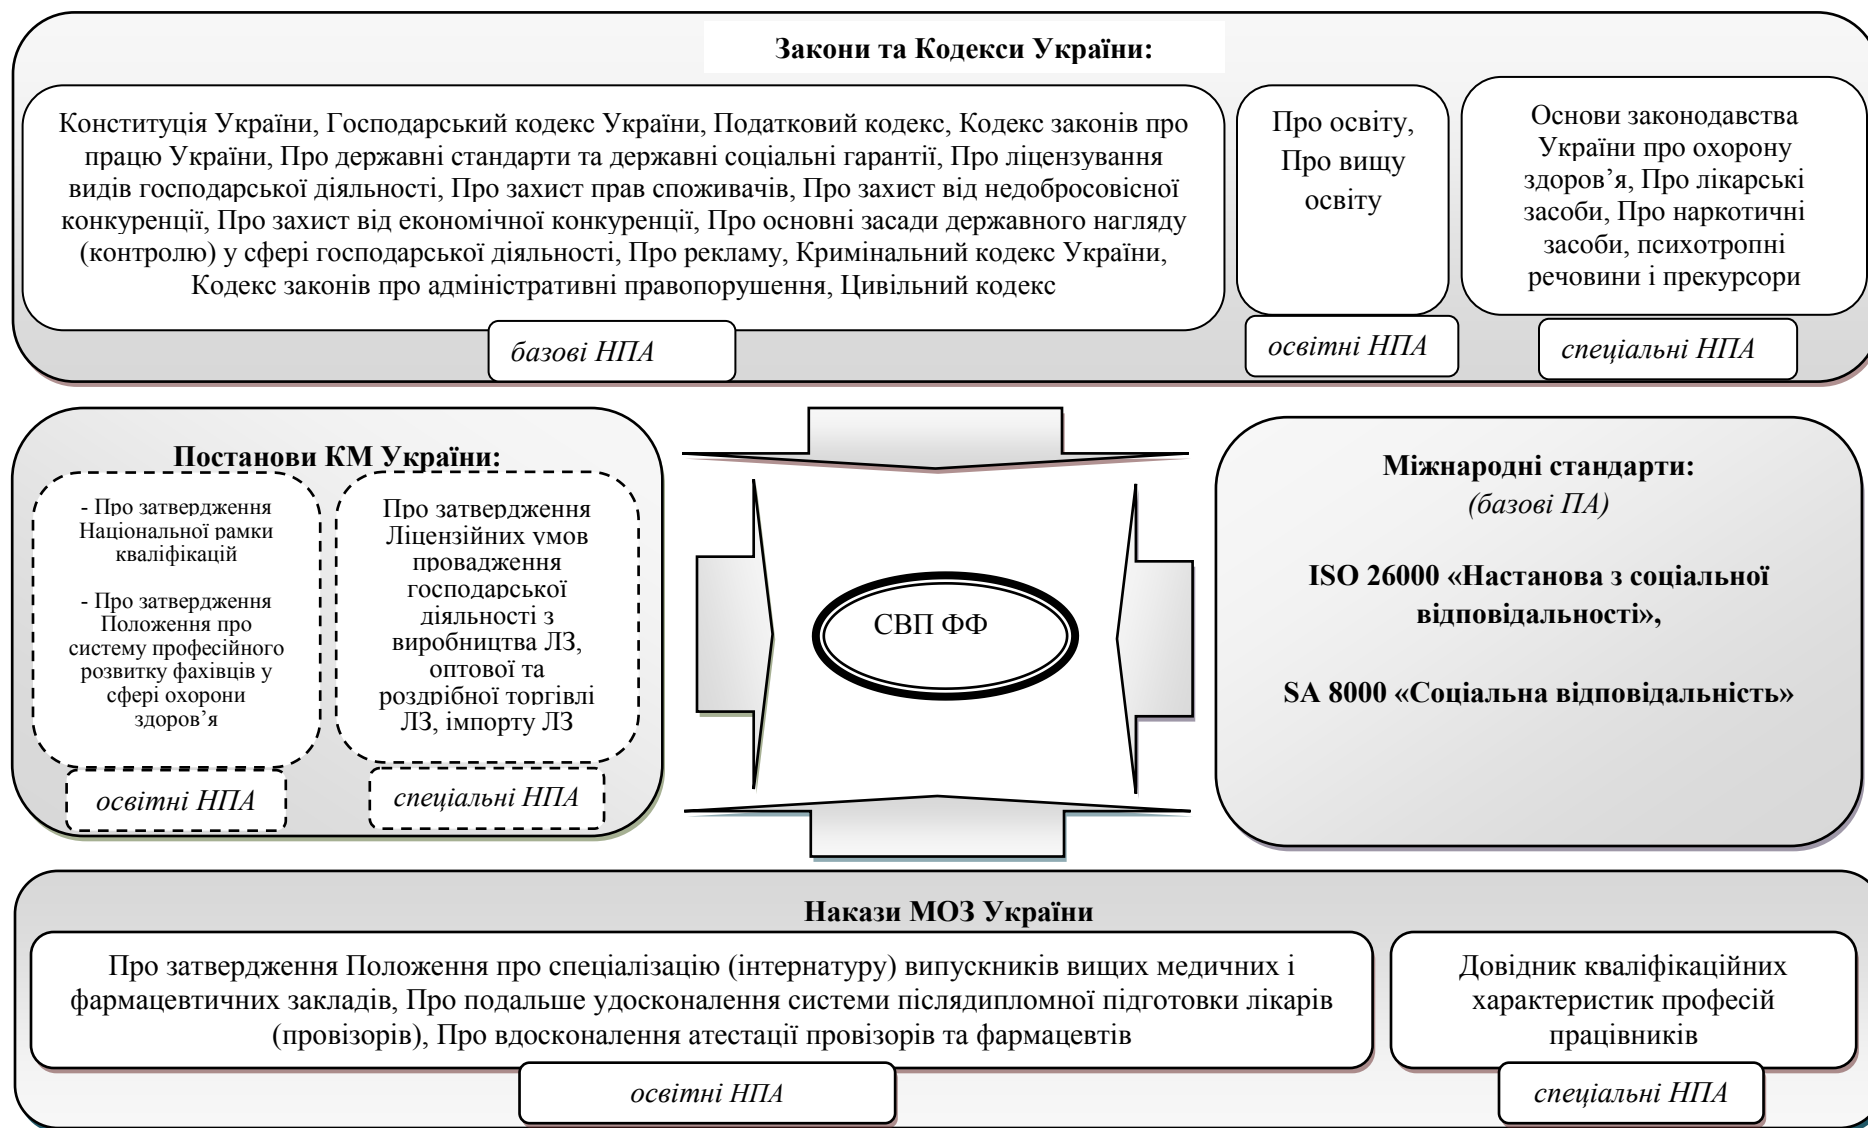 Закони та Кодекси України:
Конституція України, Господарський кодекс України, Податковий кодекс, Кодекс законів про
працю України, Про державні стандарти та державні соціальні гарантії, Про ліцензування
видів господарської діяльності, Про захист прав споживачів, Про захист від недобросовісної
конкуренції, Про захист від економічної конкуренції, Про основні засади державного нагляду
(контролю) у сфері господарської діяльності, Про рекламу, Кримінальний кодекс України,
Кодекс законів про адміністративні правопорушення, Цивільний кодекс
базові НПА
Про освіту,
Про вищу
освіту
освітні НПА
Основи законодавства
України про охорону
здоров’я, Про лікарські
засоби, Про наркотичні
засоби, психотропні
речовини і прекурсори
спеціальні НПА
Постанови КМ України:
- Про затвердження
Національної рамки
кваліфікацій
- Про затвердження
Положення про
систему професійного
розвитку фахівців у
сфері охорони
здоров’я
освітні НПА
Про затвердження
Ліцензійних умов
провадження
господарської
діяльності з
виробництва ЛЗ,
оптової та
роздрібної торгівлі
ЛЗ, імпорту ЛЗ
спеціальні НПА
СВП ФФ
Міжнародні стандарти:
(базові ПА)
ISO 26000 «Настанова з соціальної
відповідальності»,
SA 8000 «Соціальна відповідальність»
Накази МОЗ України
Про затвердження Положення про спеціалізацію (інтернатуру) випускників вищих медичних і
фармацевтичних закладів, Про подальше удосконалення системи післядипломної підготовки лікарів
(провізорів), Про вдосконалення атестації провізорів та фармацевтів
освітні НПА
Довідник кваліфікаційних
характеристик професій
працівників
спеціальні НПА